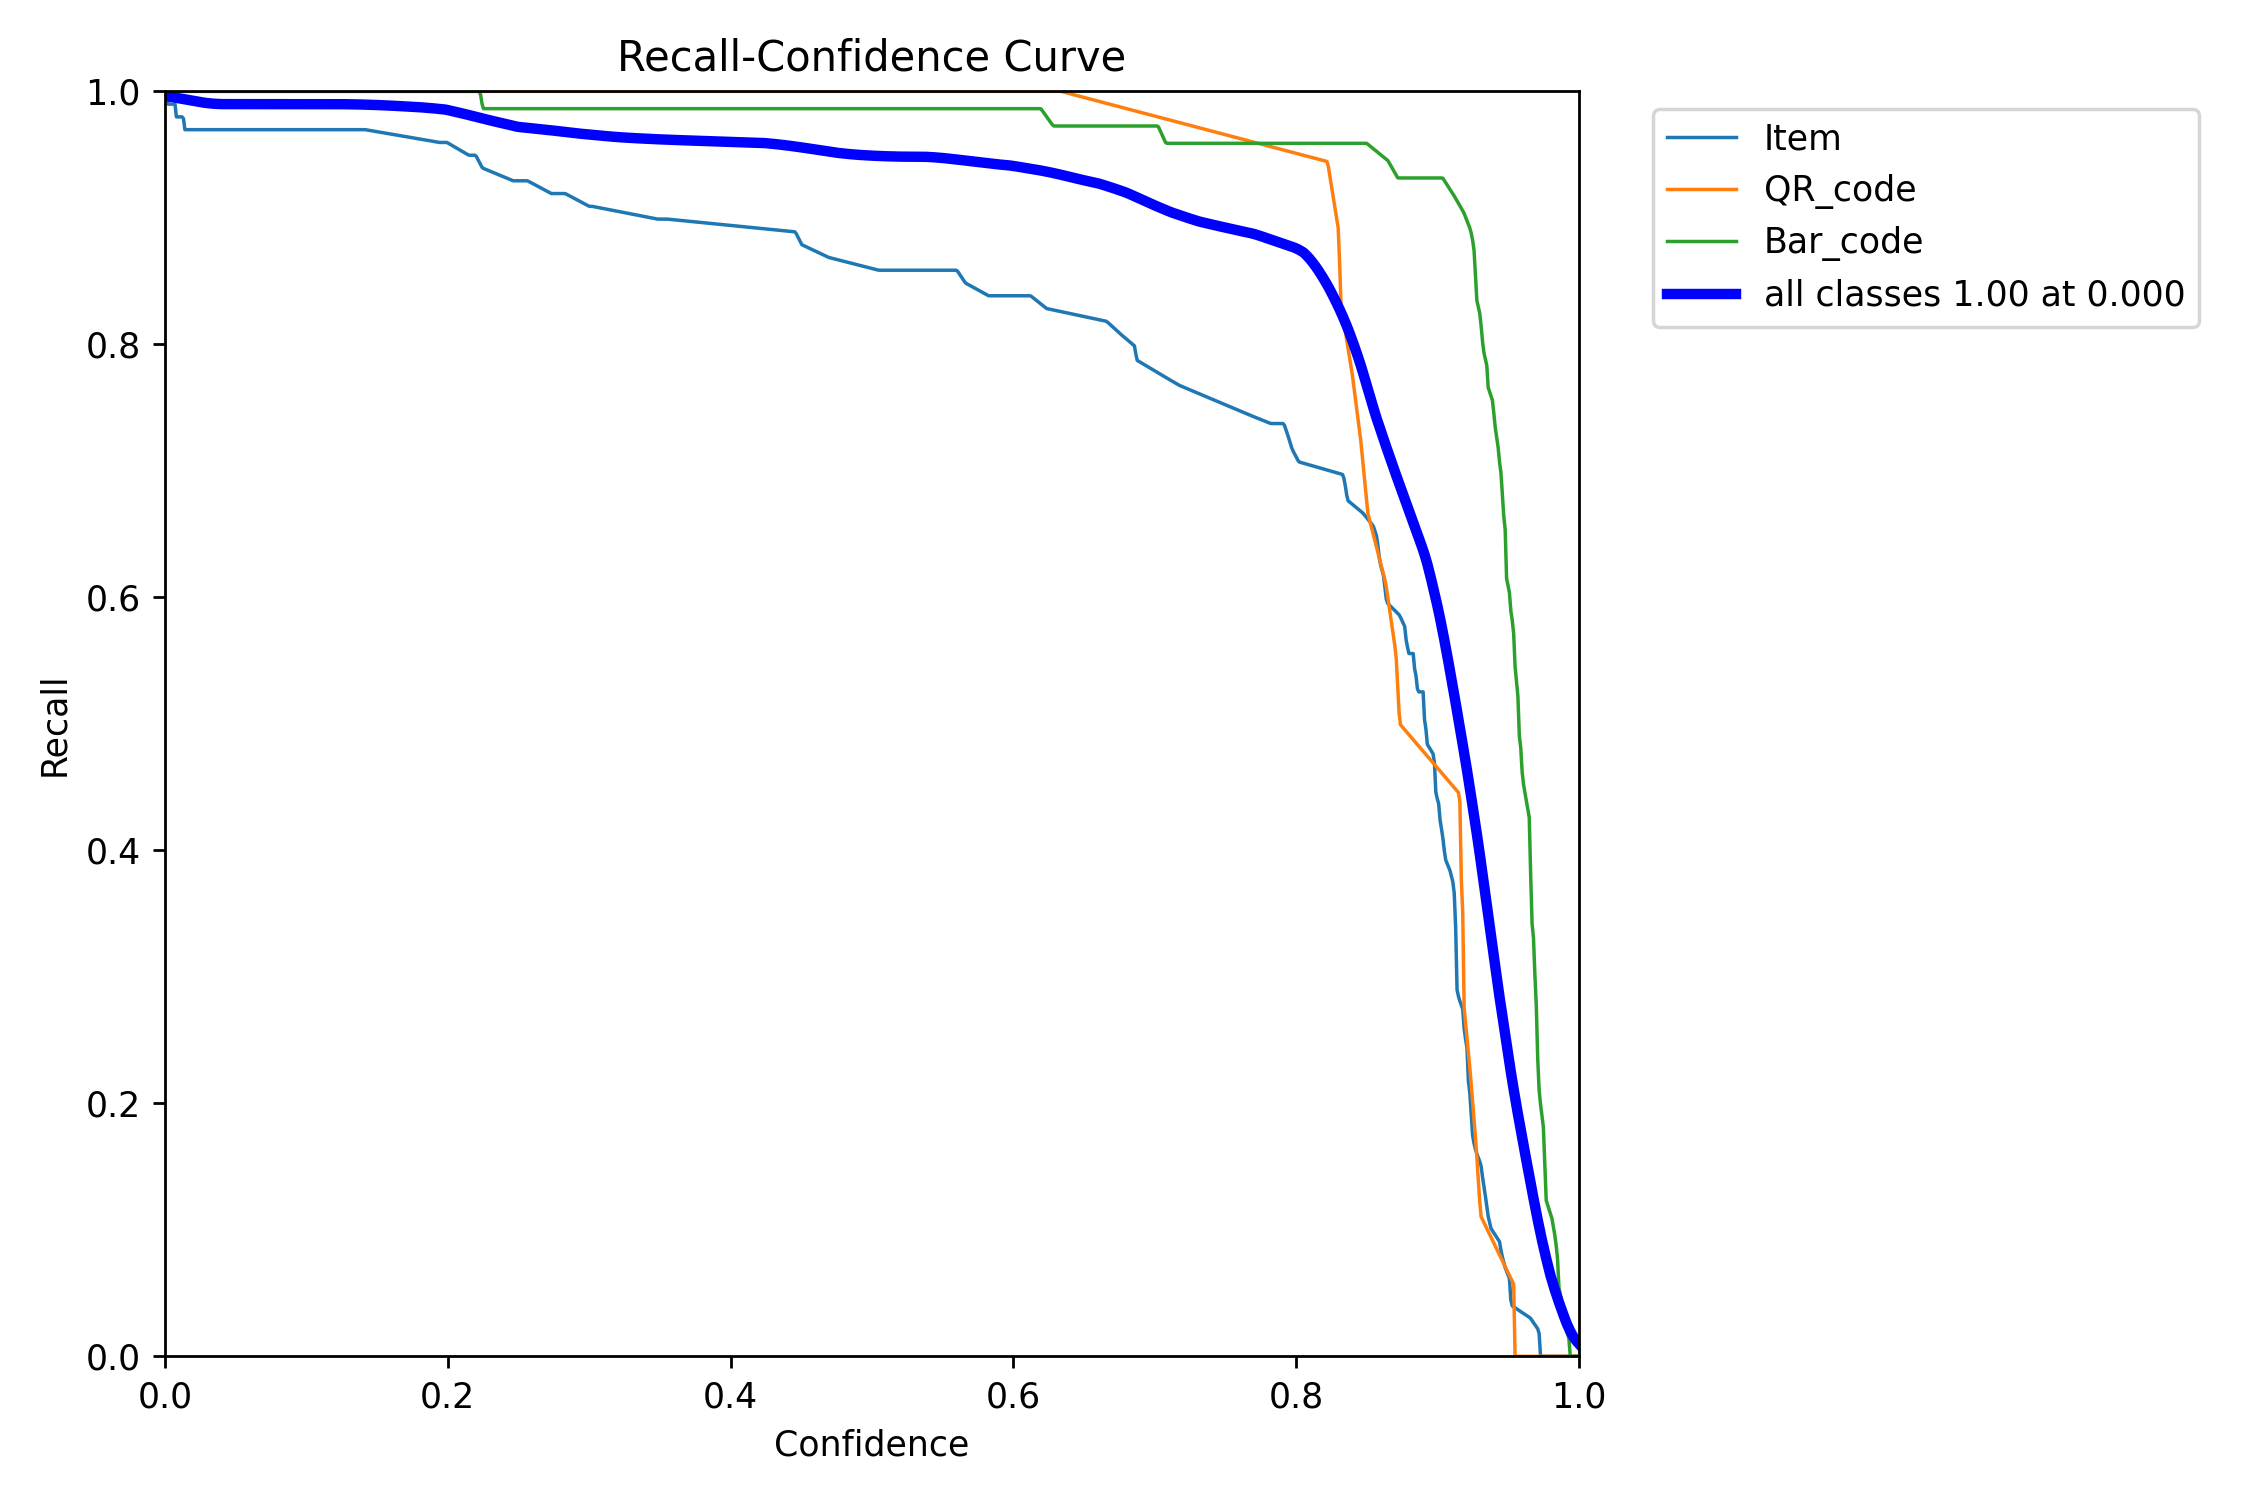 Recall-Confidence Curve
1.0
0.8
0.6
0.4
0.2
0.0
Recall
0.0 0.2 0.4 0.6 0.8 1.0
Confidence
Item
QR_code
Bar_code
all classes 1.00 at 0.000